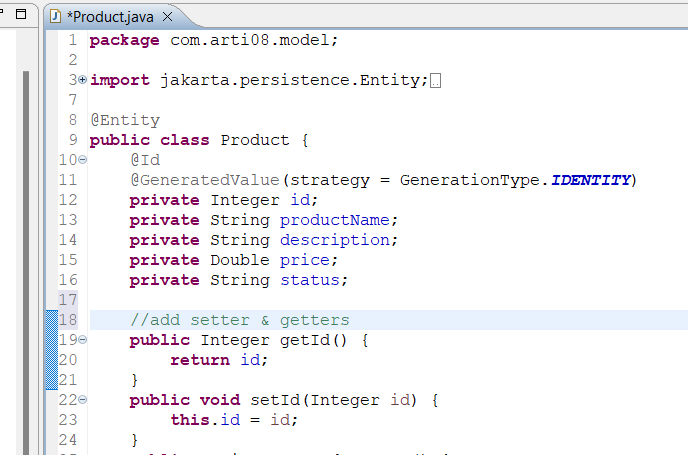 *Product.java
1 package com.arti08.model;
2
3 import jakarta.persistence.Entity;
7
8 @Entity
9 public class Product {
10 @Id
11 @GeneratedValue(strategy = GenerationType.IDENTITY)
12 private Integer id;
13 private String productName;
14 private String description;
15 private Double price;
16 private String status;
17
18 //add setter & getters
19 public Integer getId() {
20 return id;
21 }
22 public void setId(Integer id) {
23 this.id = id;
24 }